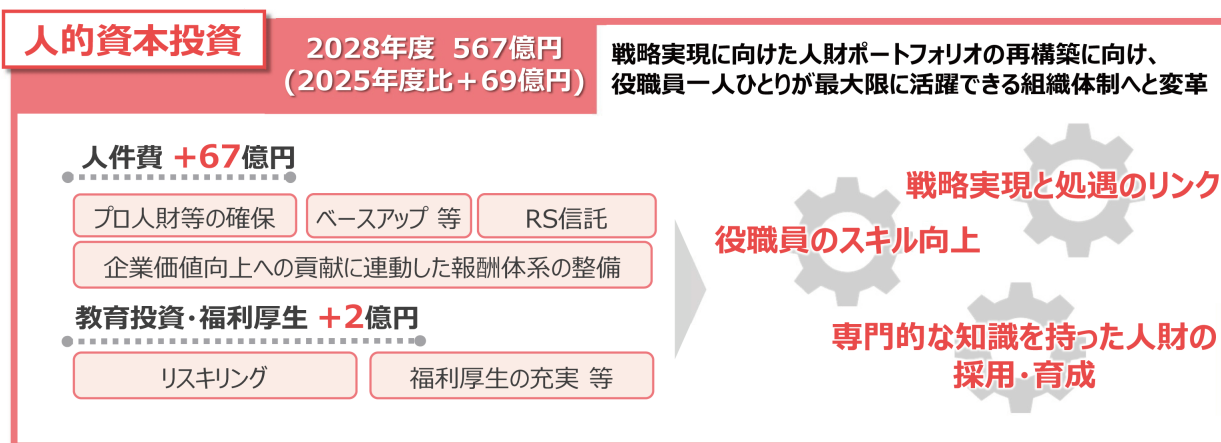 人的資本投資
2028年度 567億円
(2025年度比+69億円)
戦略実現に向けた人財ポートフォリオの再構築に向け、
役職員一人ひとりが最大限に活躍できる組織体制へと変革
人件費 +67億円
プロ人財等の確保
ベースアップ 等
RS信託
企業価値向上への貢献に連動した報酬体系の整備
教育投資・福利厚生 +2億円
リスキリング
福利厚生の充実 等
戦略実現と処遇のリンク
役職員のスキル向上
専門的な知識を持った人財の
採用・育成